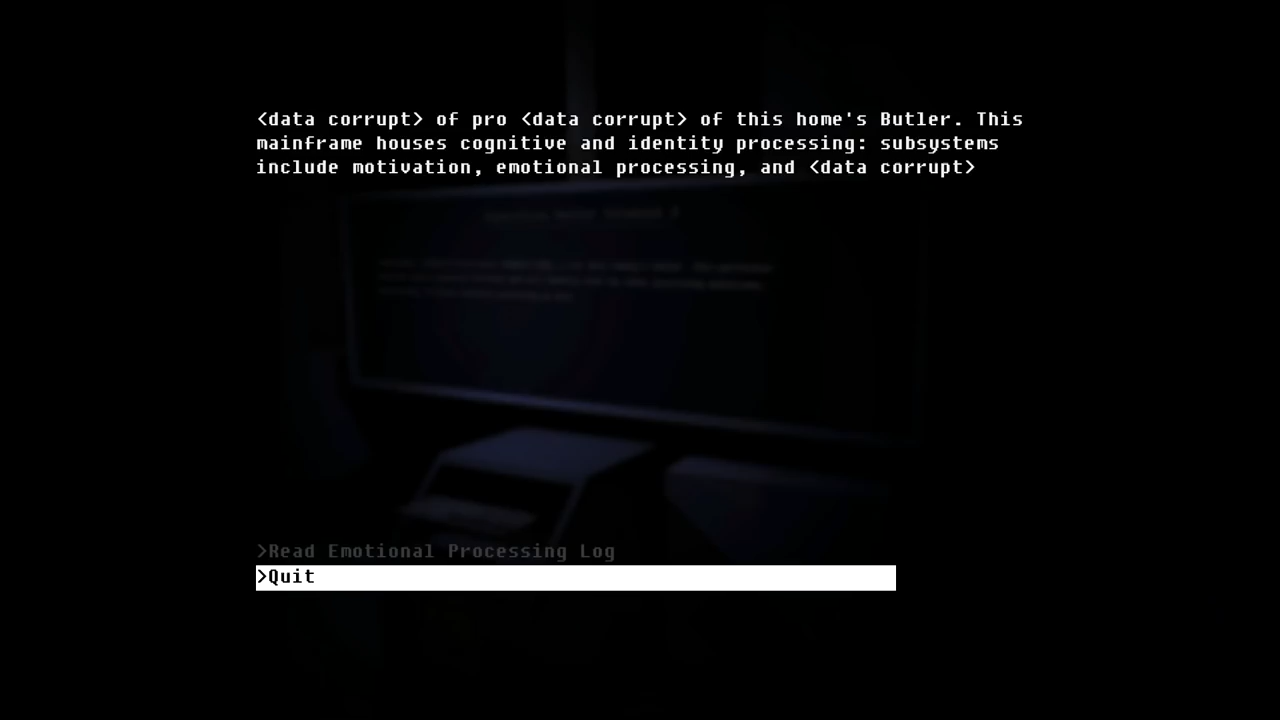 <data corrupt> of pro <data corrupt> of this home's Butler. This
mainframe houses cognitive and identity processing: subsystems
include motivation, emotional processing, and <data corrupt>
>Read Emotional Processing Log
>Quit